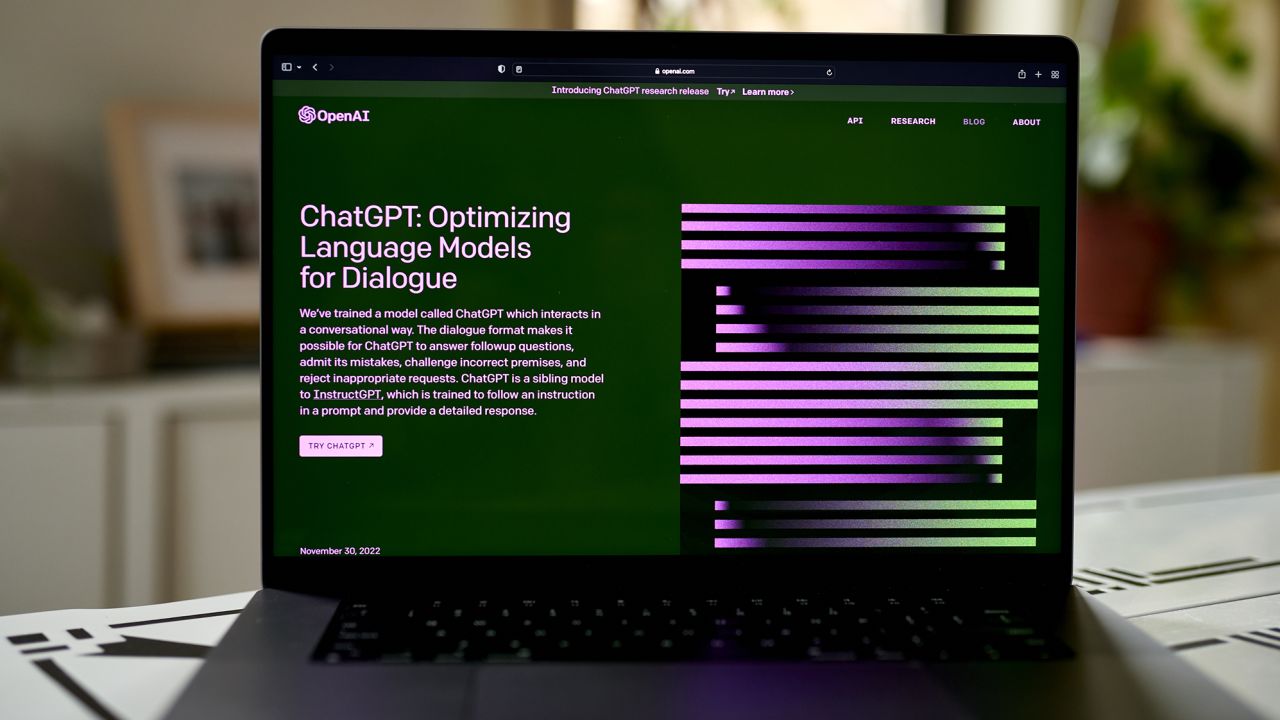 openai.com
Introducing ChatGPT research release Try↗ Learn more ›
OpenAI
API RESEARCH BLOG ABOUT
ChatGPT: Optimizing
Language Models
for Dialogue
We've trained a model called ChatGPT which interacts in
a conversational way. The dialogue format makes it
possible for ChatGPT to answer followup questions,
admit its mistakes, challenge incorrect premises, and
reject inappropriate requests. ChatGPT is a sibling model
to InstructGPT, which is trained to follow an instruction
in a prompt and provide a detailed response.
TRY CHATGPT ↗
November 30, 2022